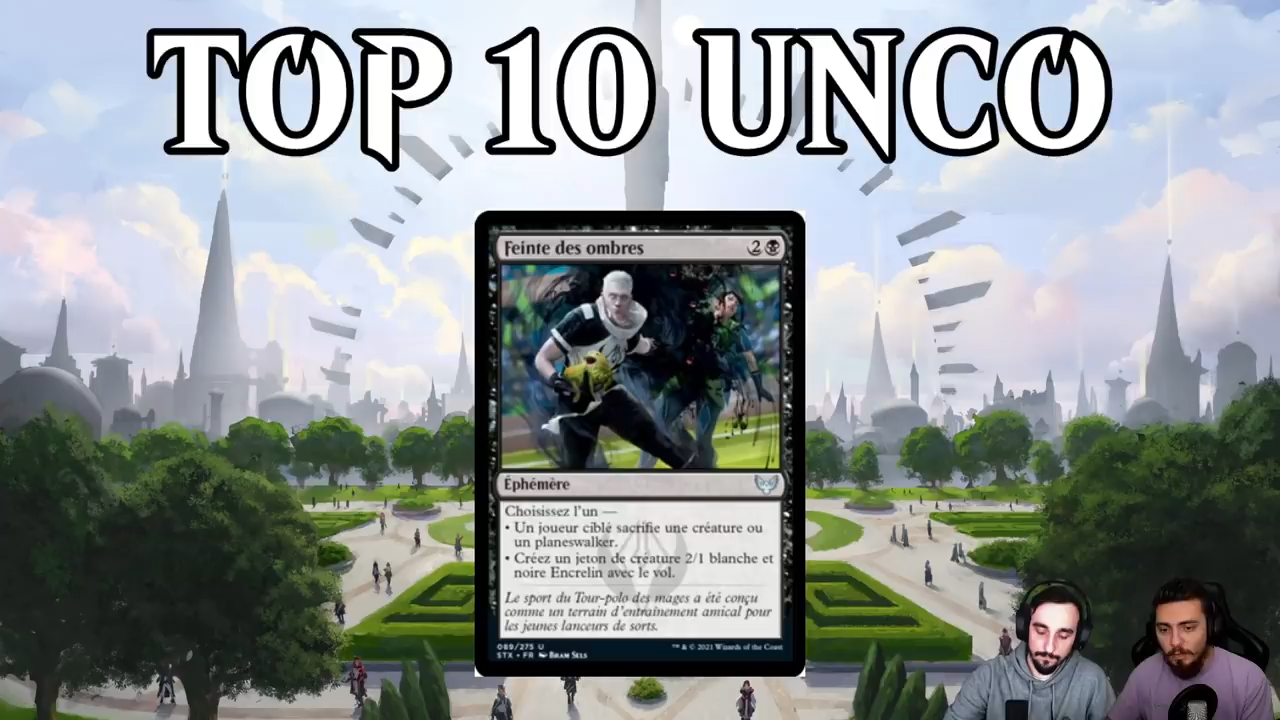 TOP 10 UNCO
Feinte des ombres 2
Éphémère
Choisissez l'un —
• Un joueur ciblé sacrifie une créature ou
un planeswalker.
• Créez un jeton de créature 2/1 blanche et
noire Encrelin avec le vol.
Le sport du Tour-polo des mages a été conçu
comme un terrain d'entraînement amical pour
les jeunes lanceurs de sorts.
089/275 U
STX • FR Bram Sels
™ & © 2021 Wizards of the Coast